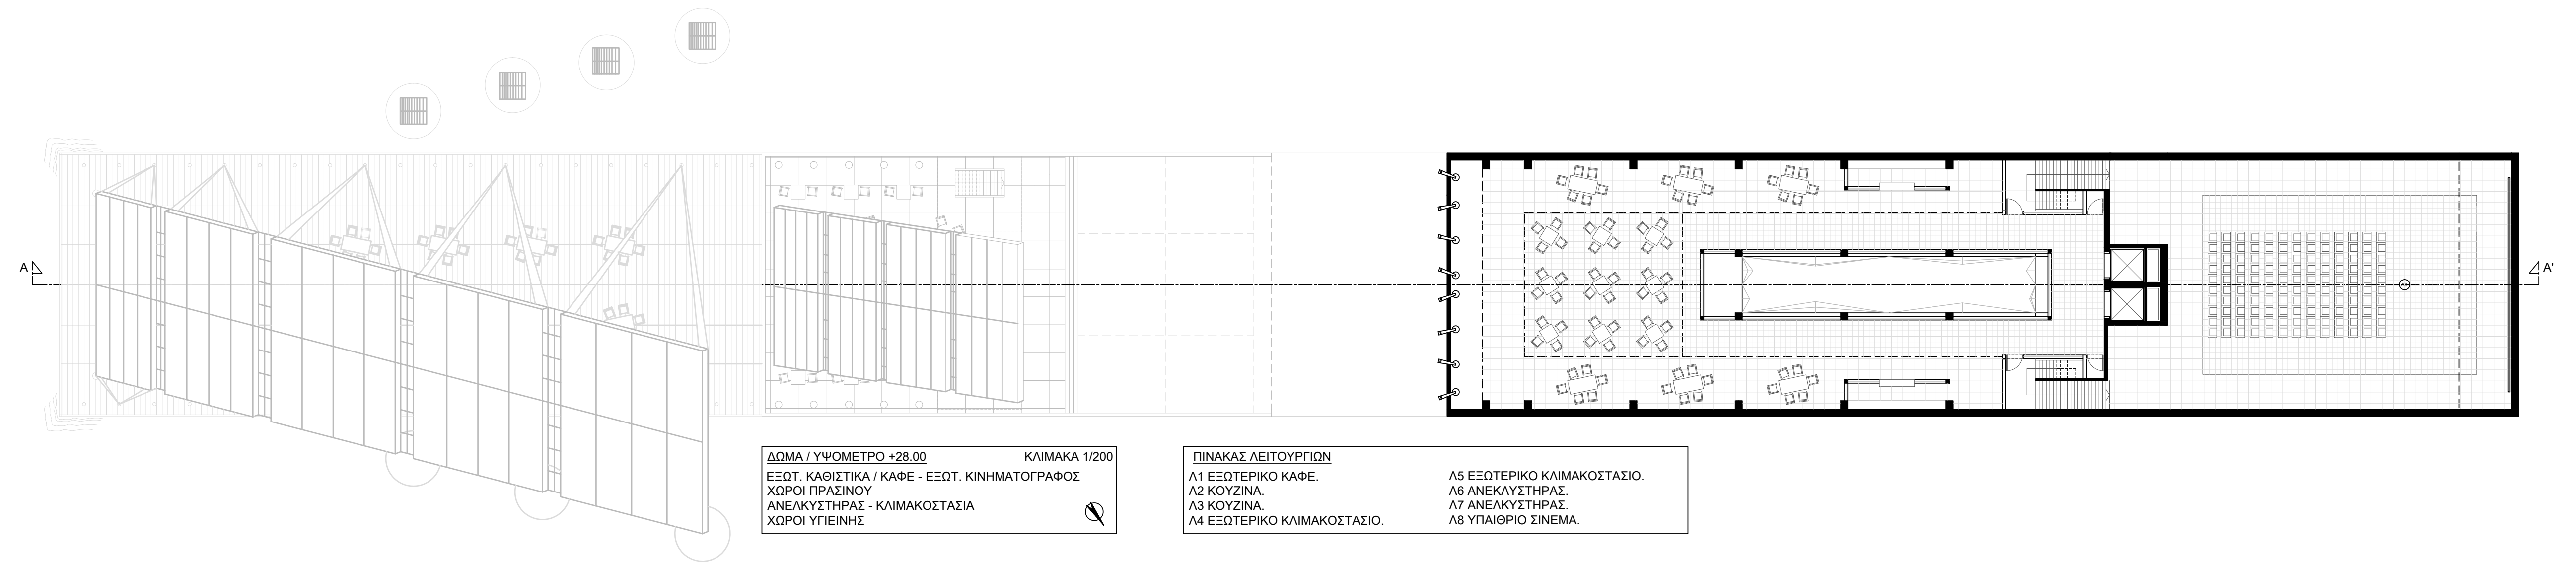 A
A'
Λ8
ΔΩΜΑ / ΥΨΟΜΕΤΡΟ +28.00 ΚΛΙΜΑΚΑ 1/200
ΕΞΩΤ. ΚΑΘΙΣΤΙΚΑ / ΚΑΦΕ - ΕΞΩΤ. ΚΙΝΗΜΑΤΟΓΡΑΦΟΣ
ΧΩΡΟΙ ΠΡΑΣΙΝΟΥ
ΑΝΕΛΚΥΣΤΗΡΑΣ - ΚΛΙΜΑΚΟΣΤΑΣΙΑ
ΧΩΡΟΙ ΥΓΙΕΙΝΗΣ
ΠΙΝΑΚΑΣ ΛΕΙΤΟΥΡΓΙΩΝ
Λ1 ΕΞΩΤΕΡΙΚΟ ΚΑΦΕ.
Λ2 ΚΟΥΖΙΝΑ.
Λ3 ΚΟΥΖΙΝΑ.
Λ4 ΕΞΩΤΕΡΙΚΟ ΚΛΙΜΑΚΟΣΤΑΣΙΟ.
Λ5 ΕΞΩΤΕΡΙΚΟ ΚΛΙΜΑΚΟΣΤΑΣΙΟ.
Λ6 ΑΝΕΚΛΥΣΤΗΡΑΣ.
Λ7 ΑΝΕΛΚΥΣΤΗΡΑΣ.
Λ8 ΥΠΑΙΘΡΙΟ ΣΙΝΕΜΑ.